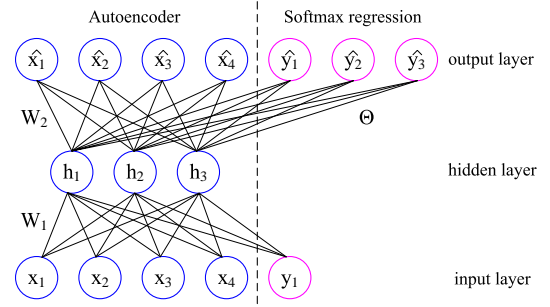 Autoencoder Softmax regression
x̂₁ x̂₂ x̂₃ x̂₄ ŷ₁ ŷ₂ ŷ₃ output layer
W₂ Θ
h₁ h₂ h₃ hidden layer
W₁
x₁ x₂ x₃ x₄ y₁ input layer